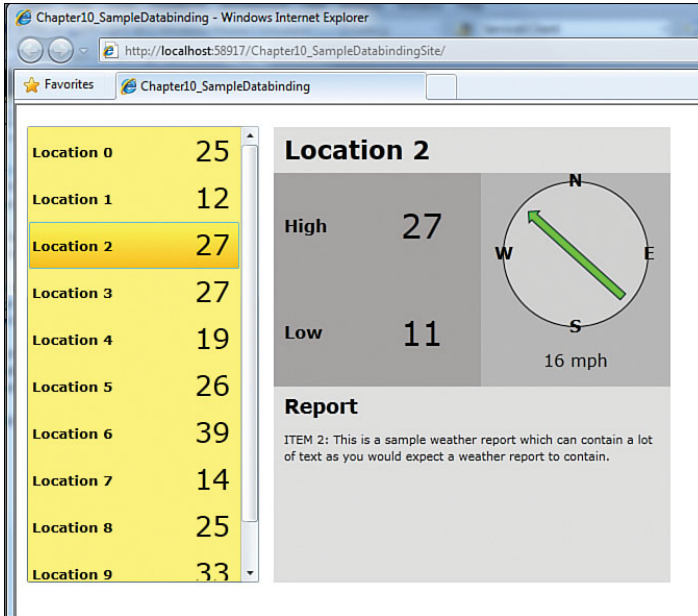 Chapter10_SampleDatabinding - Windows Internet Explorer
http://localhost:58917/Chapter10_SampleDatabindingSite/
Favorites
Chapter10_SampleDatabinding
Location 0 25
Location 1 12
Location 2 27
Location 3 27
Location 4 19
Location 5 26
Location 6 39
Location 7 14
Location 8 25
Location 9 33
Location 2
High 27
Low 11
N
W E
S
16 mph
Report
ITEM 2: This is a sample weather report which can contain a lot
of text as you would expect a weather report to contain.